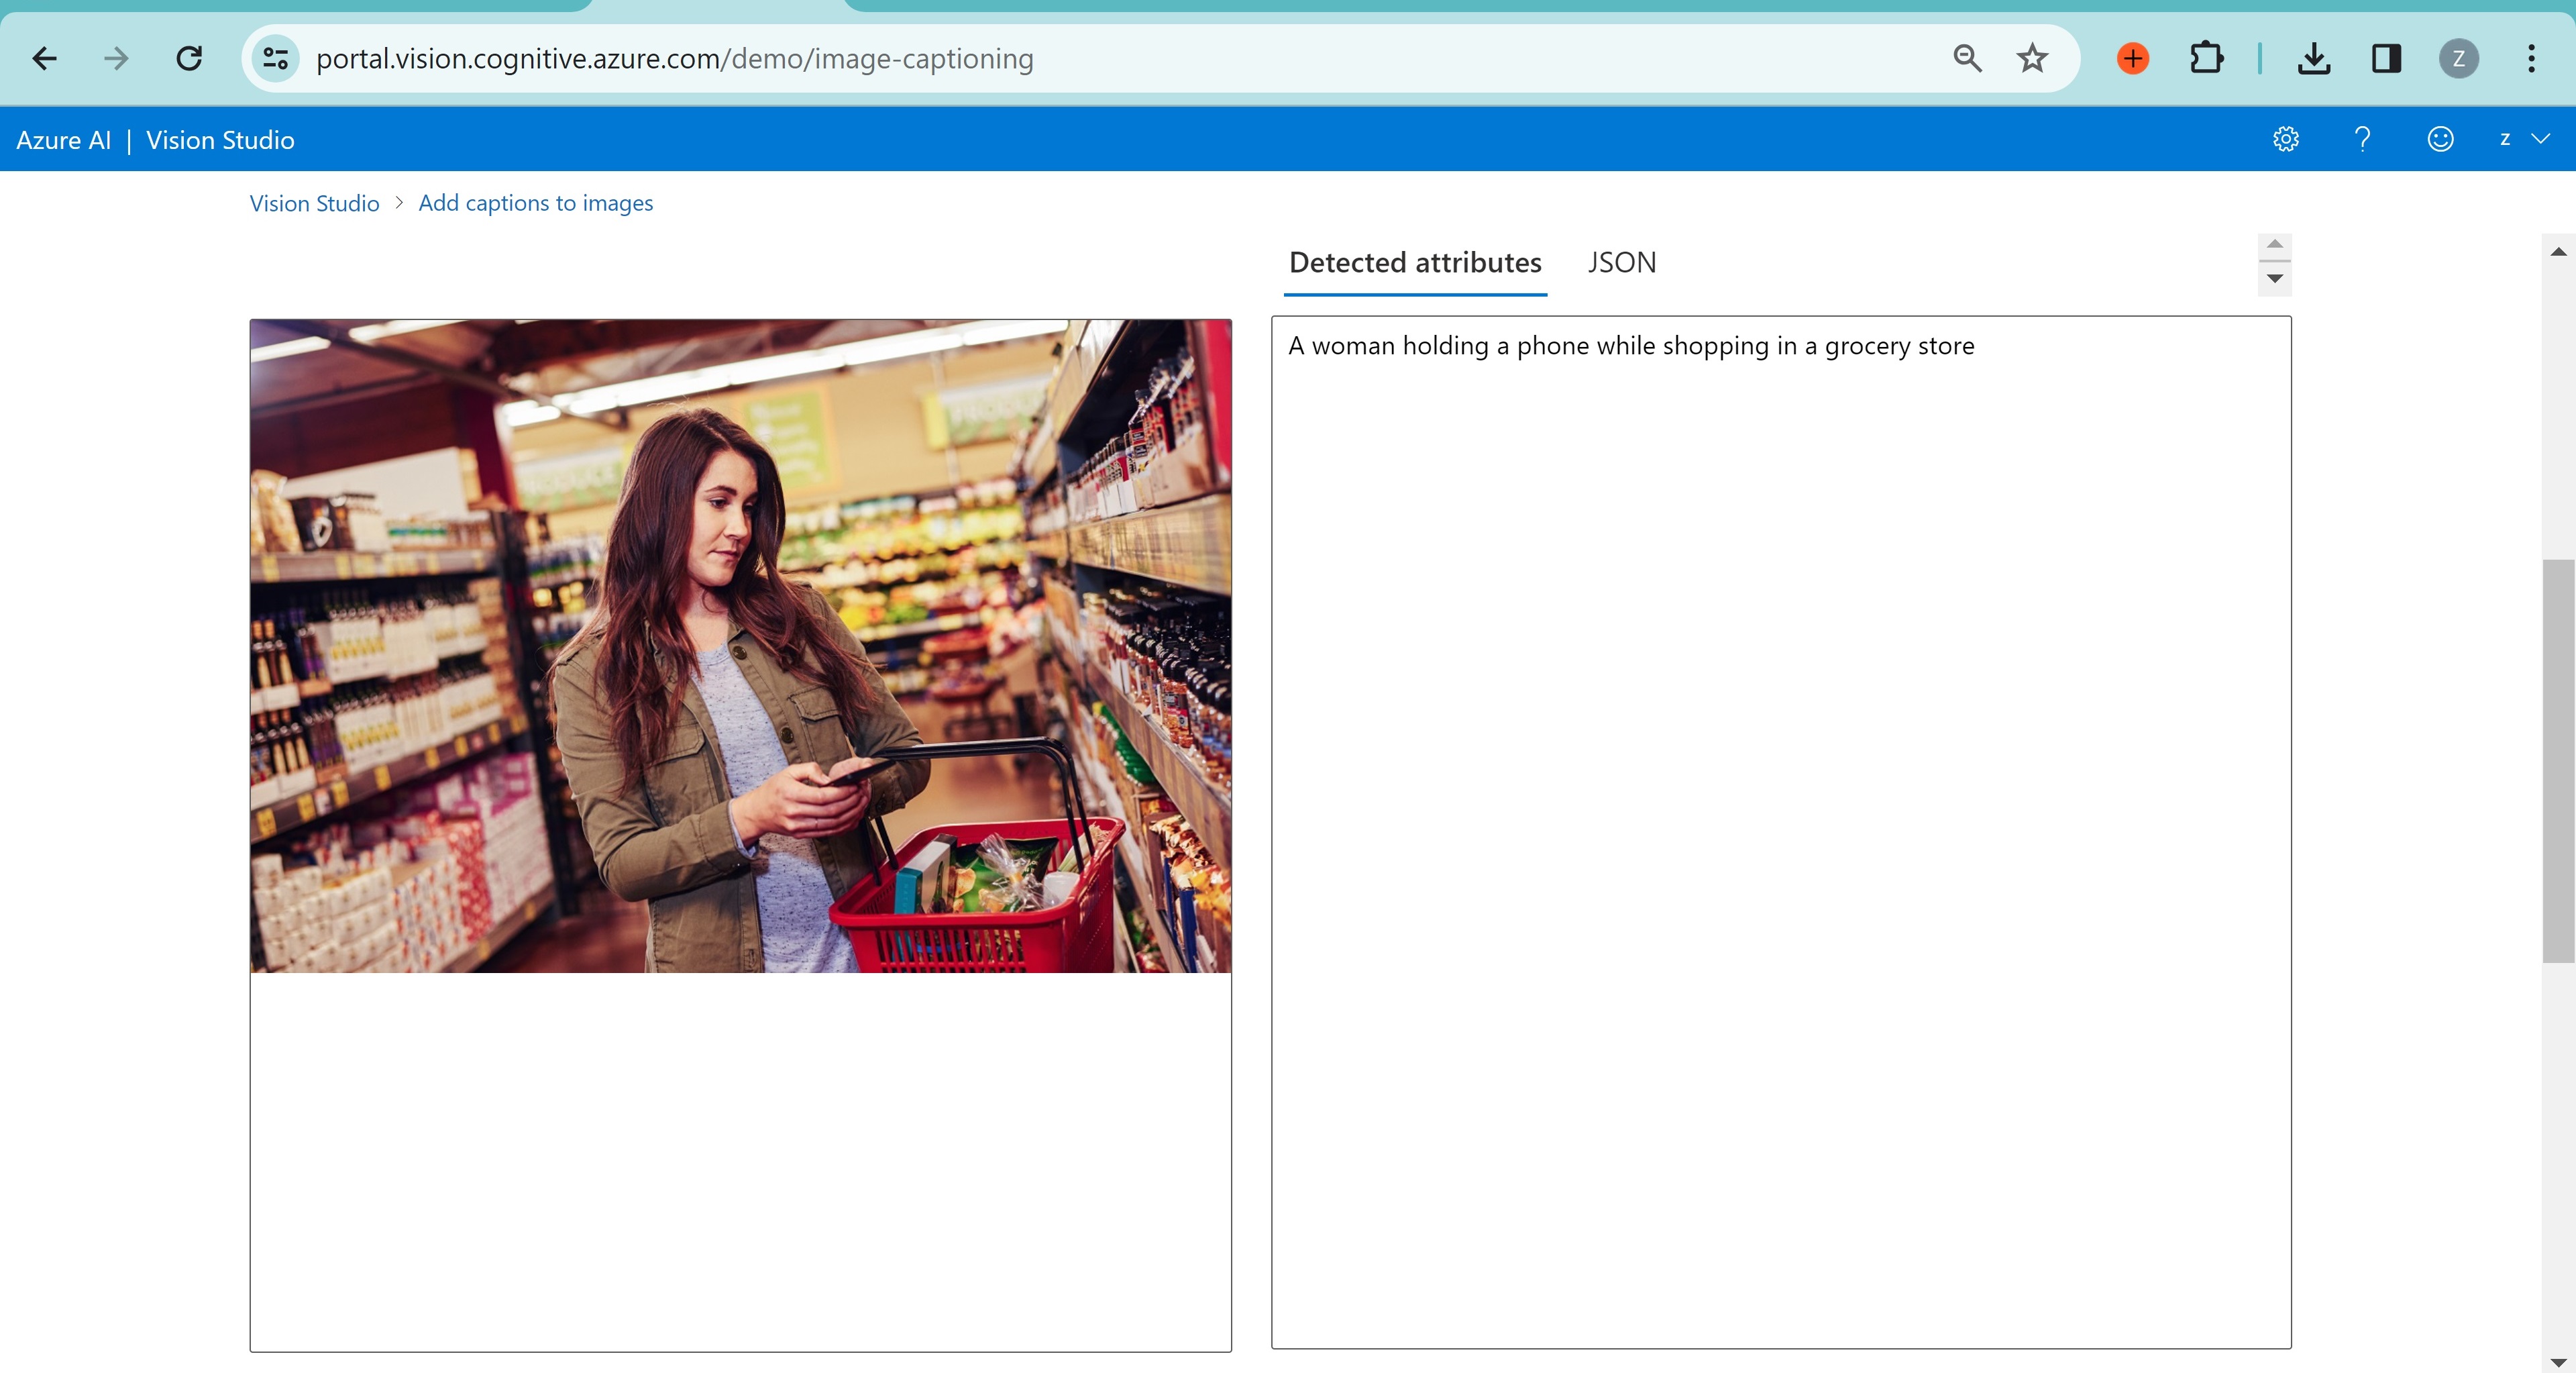 portal.vision.cognitive.azure.com/demo/image-captioning
Z
Azure AI | Vision Studio
z
Vision Studio > Add captions to images
Detected attributes
JSON
A woman holding a phone while shopping in a grocery store
PRODUCE